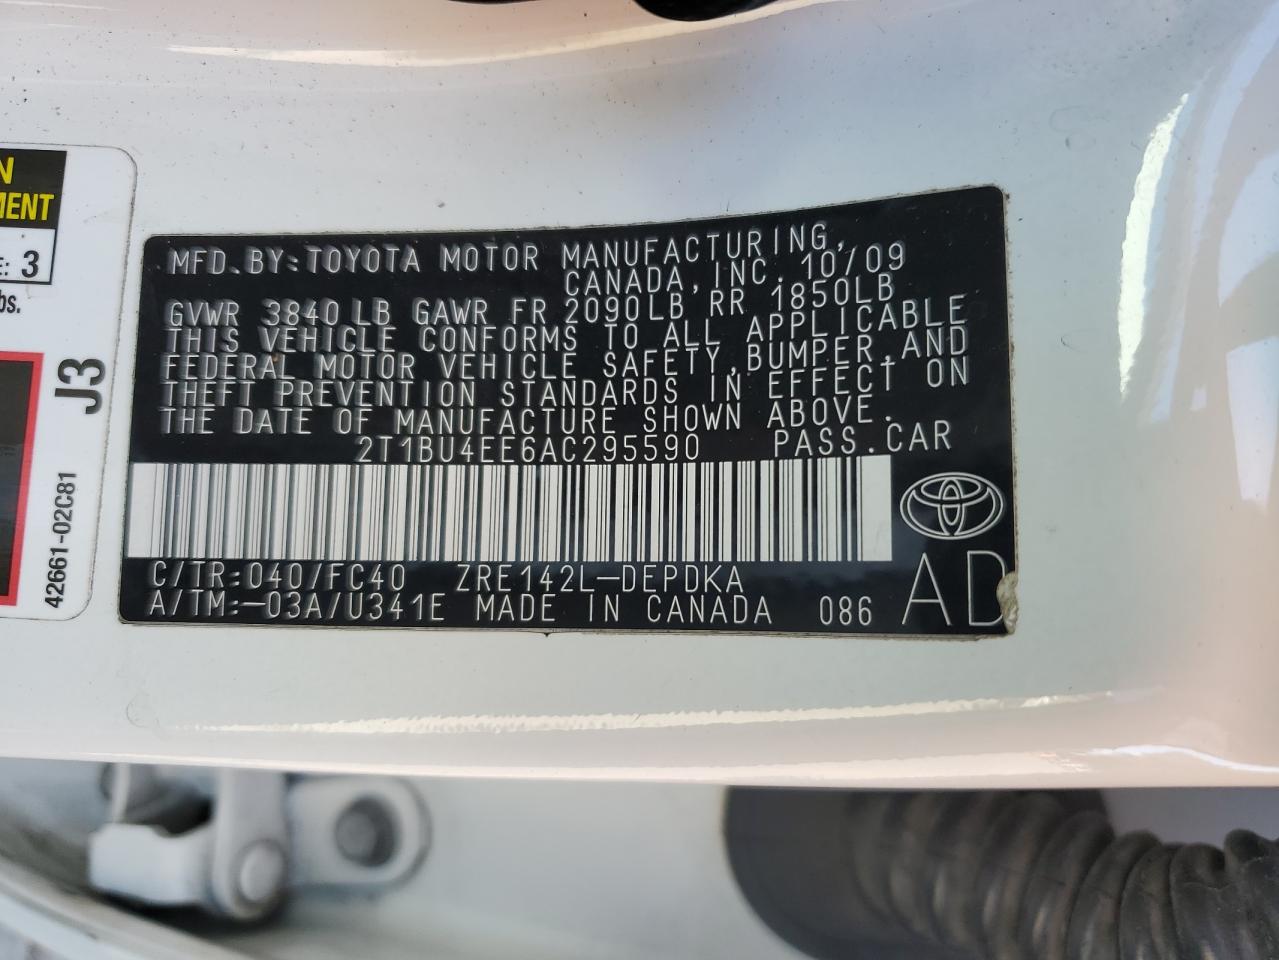 N
MENT
E: 3
bs.
J3
42661-02C81
MFD.BY:TOYOTA MOTOR MANUFACTURING,
CANADA,INC. 10/09
GVWR 3840LB GAWR FR 2090LB RR 1850LB
THIS VEHICLE CONFORMS TO ALL APPLICABLE
FEDERAL MOTOR VEHICLE SAFETY,BUMPER,AND
THEFT PREVENTION STANDARDS IN EFFECT ON
THE DATE OF MANUFACTURE SHOWN ABOVE.
2T1BU4EE6AC295590 PASS.CAR
C/TR:040/FC40 ZRE142L-DEPDKA
A/TM:-03A/U341E MADE IN CANADA 086
AD